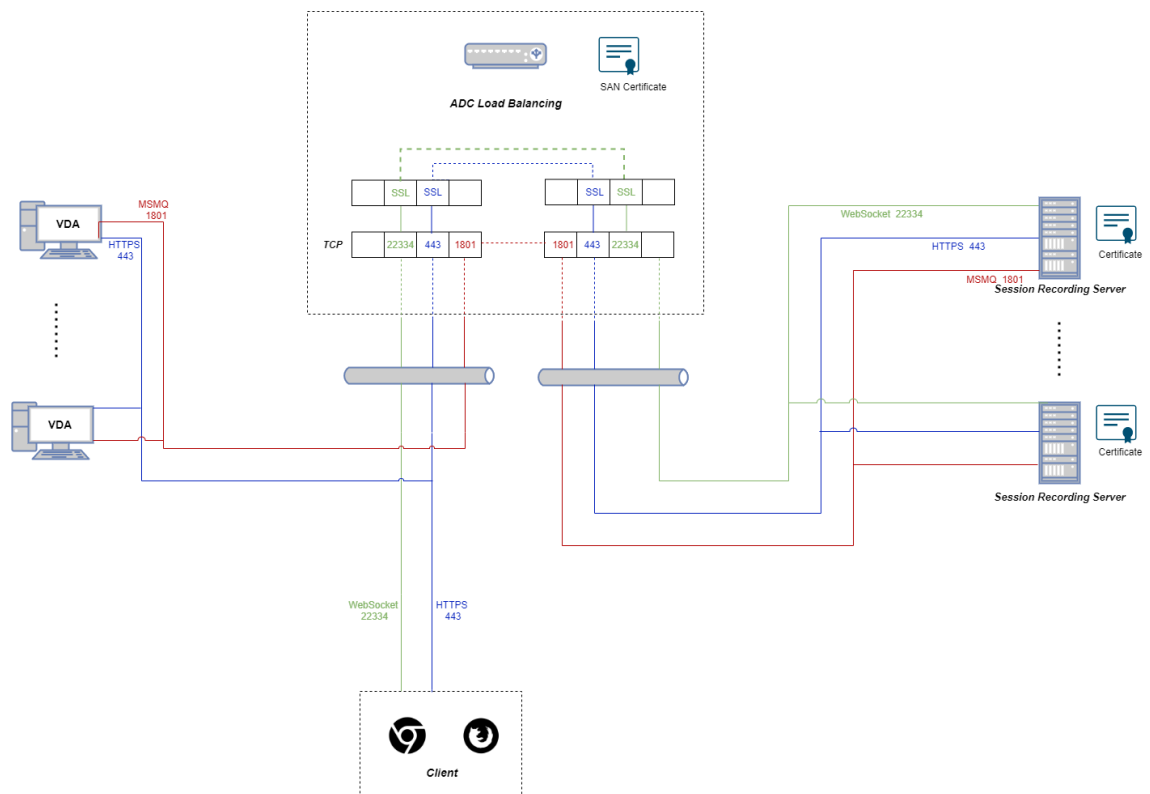 SAN Certificate
ADC Load Balancing
SSL
SSL
SSL
SSL
TCP
22334
443
1801
1801
443
22334
VDA
MSMQ
1801
HTTPS
443
VDA
WebSocket 22334
HTTPS 443
MSMQ 1801
Certificate
Session Recording Server
Certificate
Session Recording Server
WebSocket
22334
HTTPS
443
Client